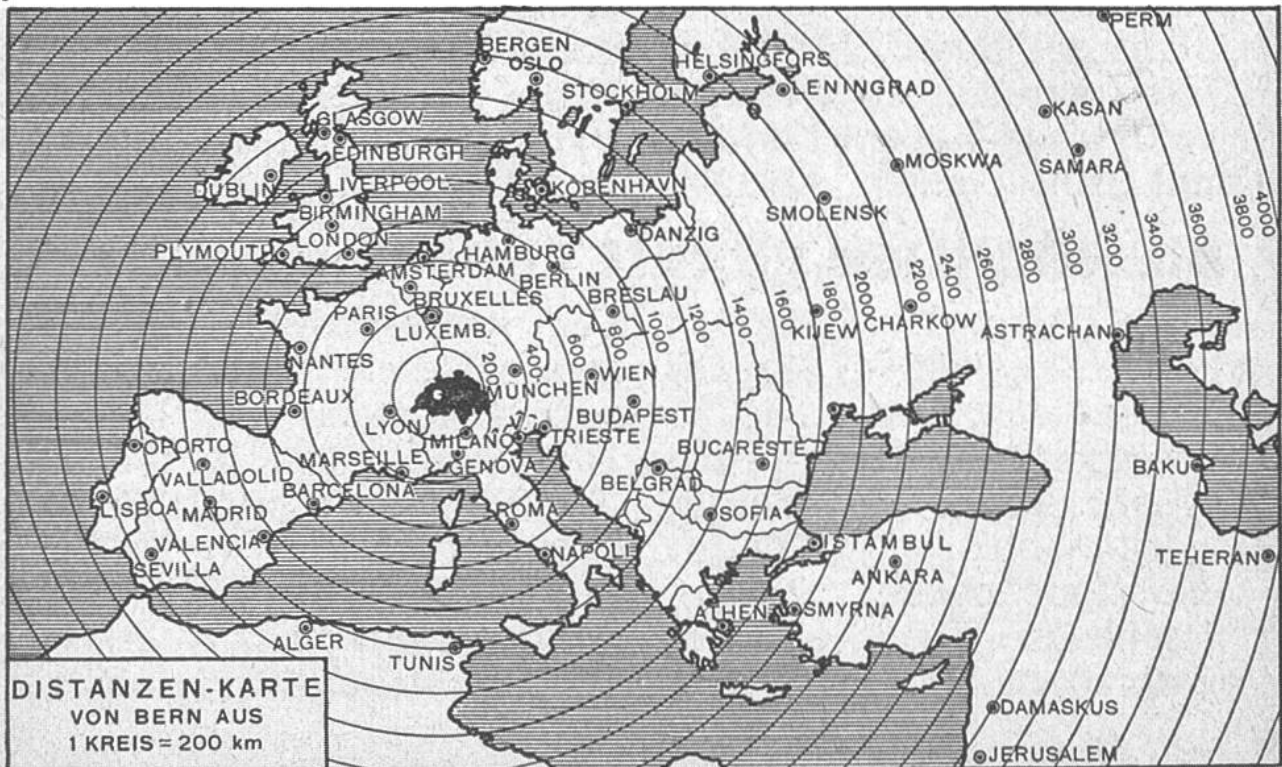 PERM
BERGEN
OSLO
HELSINGFORS
STOCKHOLM
LENINGRAD
KASAN
GLASGOW
EDINBURGH
MOSKWA
SAMARA
DUBLIN
LIVERPOOL
KÖBENHAVN
BIRMINGHAM
SMOLENSK
PLYMOUTH
LONDON
HAMBURG
DANZIG
AMSTERDAM
BERLIN
BRUXELLES
BRESLAU
PARIS
LUXEMB.
KIJEW
CHARKOW
ASTRACHAN
200
400
600
800
1000
1200
1400
1600
1800
2000
2200
2400
2600
2800
3000
3200
3400
3600
3800
4000
NANTES
MÜNCHEN
WIEN
BORDEAUX
BUDAPEST
LYON
MILANO
TRIESTE
OPORTO
BUCARESTE
MARSEILLE
GENOVA
VALLADOLID
BELGRAD
BAKU
BARCELONA
LISBOA
MADRID
ROMA
SOFIA
VALENCIA
NAPOLI
ISTAMBUL
SEVILLA
ANKARA
TEHERAN
ATHEN
SMYRNA
ALGER
TUNIS
DISTANZEN-KARTE
VON BERN AUS
1 KREIS = 200 km
DAMASKUS
JERUSALEM